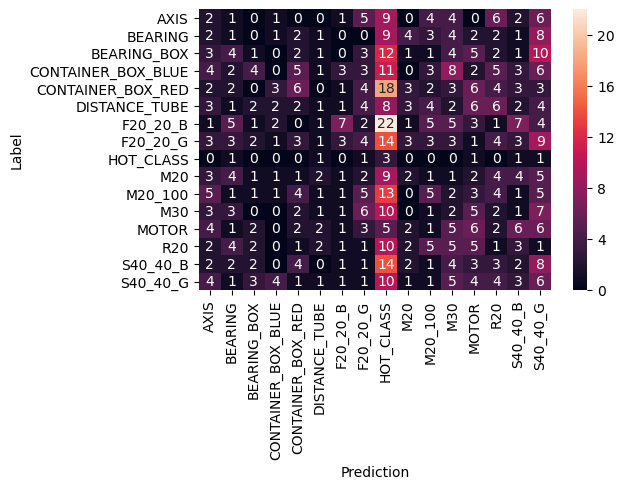 AXIS 2 1 0 1 0 0 1 5 9 0 4 4 0 6 2 6
BEARING 2 1 0 1 2 1 0 0 9 4 3 4 2 2 1 8
BEARING_BOX 3 4 1 0 2 1 0 3 12 1 1 4 5 2 1 10
CONTAINER_BOX_BLUE 4 2 4 0 5 1 3 3 11 0 3 8 2 5 3 6
CONTAINER_BOX_RED 2 2 0 3 6 0 1 4 18 3 2 3 6 4 3 3
DISTANCE_TUBE 3 1 2 2 2 1 2 4 8 3 4 2 6 6 2 4
F20_20_B 1 5 1 2 0 1 7 2 22 1 5 5 3 1 7 4
F20_20_G 3 3 2 1 3 1 3 4 14 3 3 3 1 4 3 9
HOT_CLASS 0 1 0 0 0 1 0 1 3 0 0 0 1 0 1 1
M20 3 4 1 1 1 2 1 2 9 2 1 1 2 4 4 5
M20_100 5 1 1 1 4 1 1 5 13 0 5 2 3 4 1 5
M30 3 3 0 0 2 1 1 6 10 0 1 2 5 2 1 7
MOTOR 4 1 2 0 2 2 1 3 5 2 1 5 6 2 6 6
R20 2 4 2 0 1 2 1 1 10 2 5 5 5 1 3 1
S40_40_B 2 2 2 0 4 0 1 1 14 2 1 4 3 3 2 8
S40_40_G 4 1 3 4 1 1 1 1 10 1 1 5 4 4 3 6
AXIS
BEARING
BEARING_BOX
CONTAINER_BOX_BLUE
CONTAINER_BOX_RED
DISTANCE_TUBE
F20_20_B
F20_20_G
HOT_CLASS
M20
M20_100
M30
MOTOR
R20
S40_40_B
S40_40_G
Prediction
Label
20
16
12
8
4
0